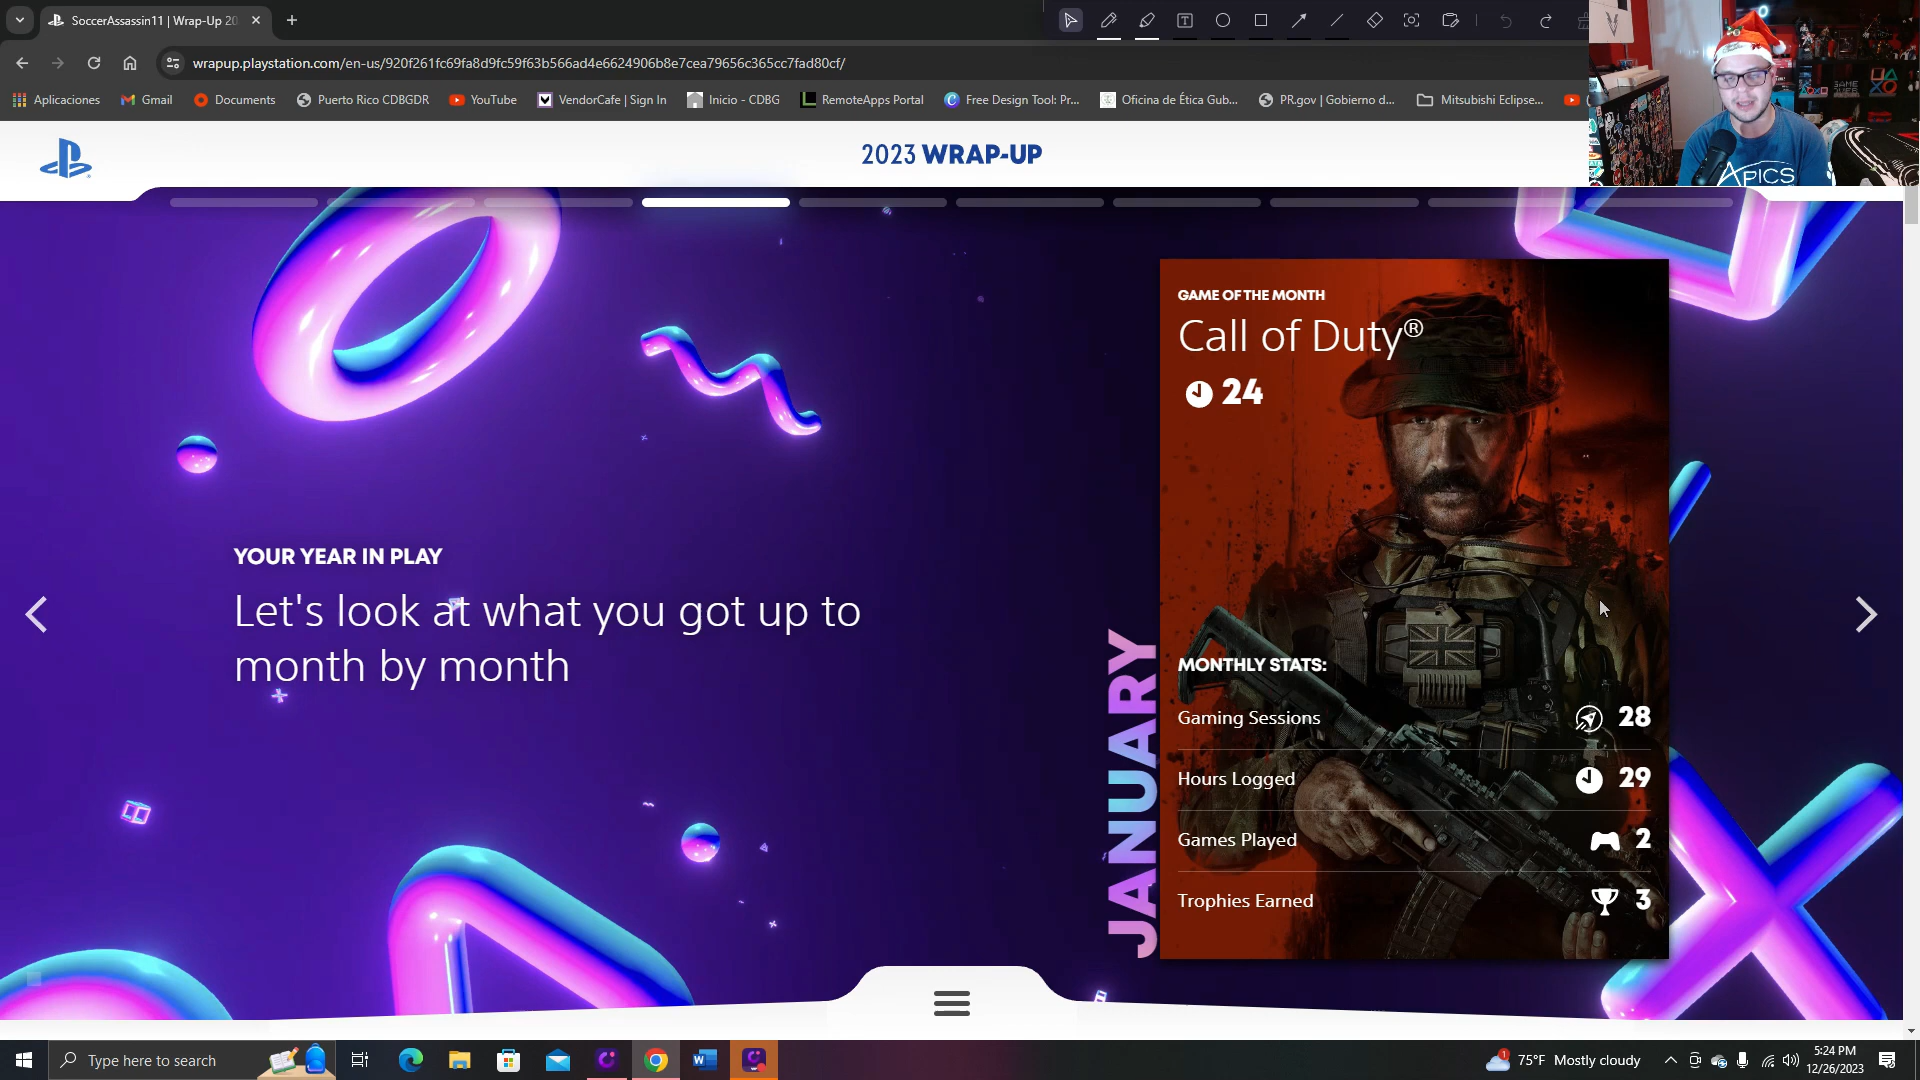 SoccerAssassin11 | Wrap-Up 20
wrapup.playstation.com/en-us/920f261fc69fa8d9fc59f63b566ad4e6624906b8e7cea79656c365cc7fad80cf/
Aplicaciones
Gmail
Documents
Puerto Rico CDBGDR
YouTube
VendorCafe | Sign In
Inicio - CDBG
RemoteApps Portal
Free Design Tool: Pr...
Oficina de Ética Gub...
PR.gov | Gobierno d...
Mitsubishi Eclipse...
APICS
2023 WRAP-UP
GAME OF THE MONTH
Call of Duty®
24
YOUR YEAR IN PLAY
Let's look at what you got up to
month by month
JANUARY
MONTHLY STATS:
Gaming Sessions 28
Hours Logged 29
Games Played 2
Trophies Earned 3
Type here to search
1
75°F Mostly cloudy
5:24 PM
12/26/2023